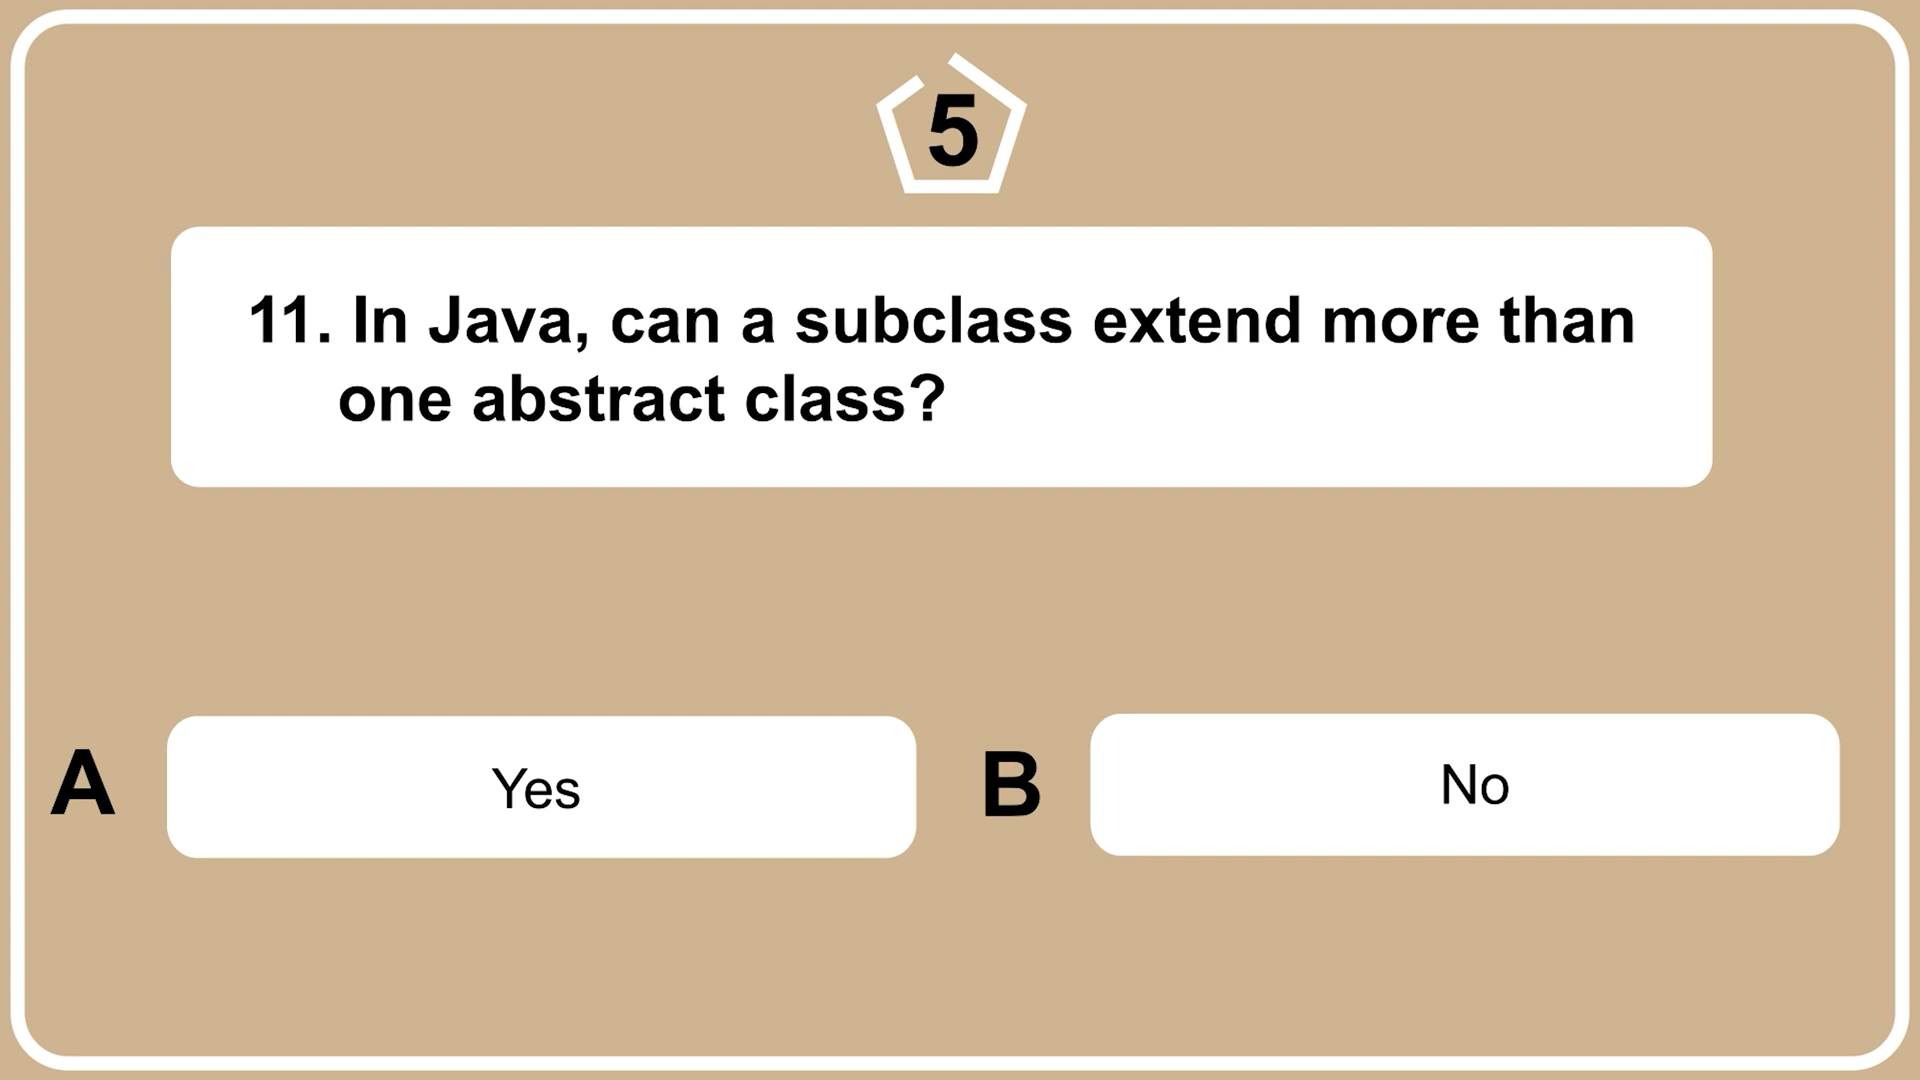 5
11. In Java, can a subclass extend more than
one abstract class?
A
Yes
B
No